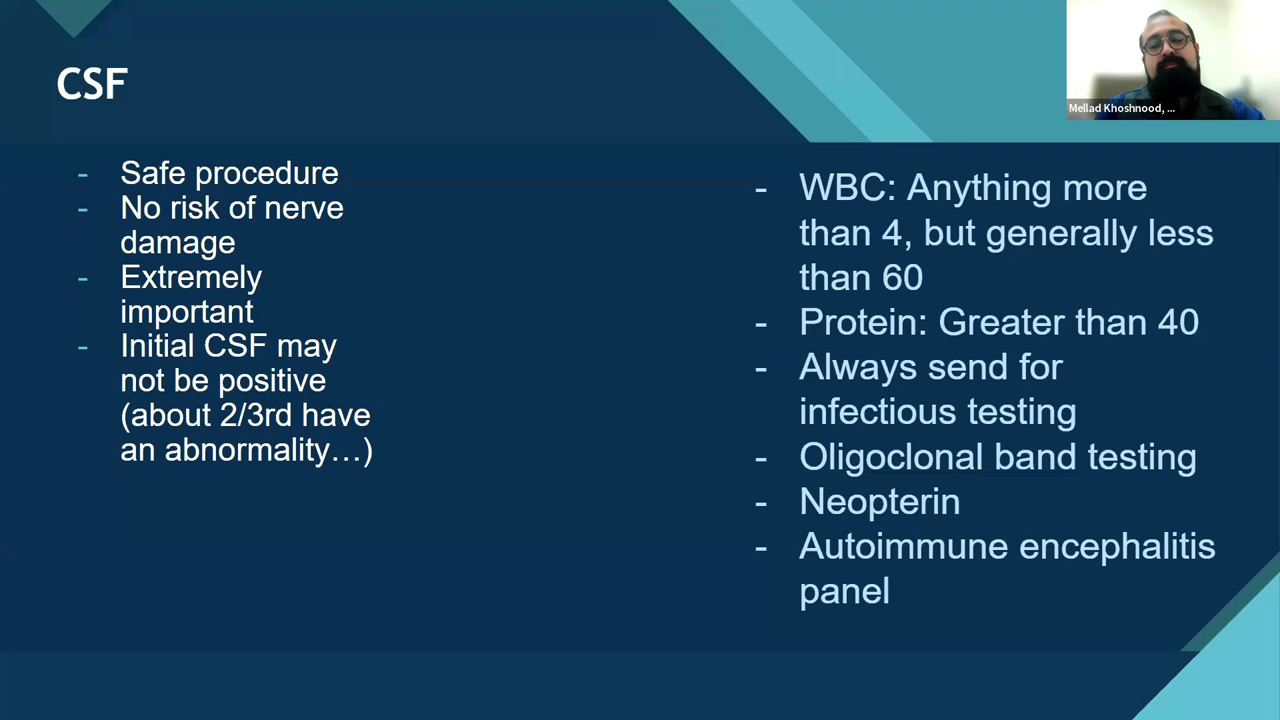 CSF
Mellad Khoshnood, ...
- Safe procedure
- No risk of nerve
damage
- Extremely
important
- Initial CSF may
not be positive
(about 2/3rd have
an abnormality…)
- WBC: Anything more
than 4, but generally less
than 60
- Protein: Greater than 40
- Always send for
infectious testing
- Oligoclonal band testing
- Neopterin
- Autoimmune encephalitis
panel